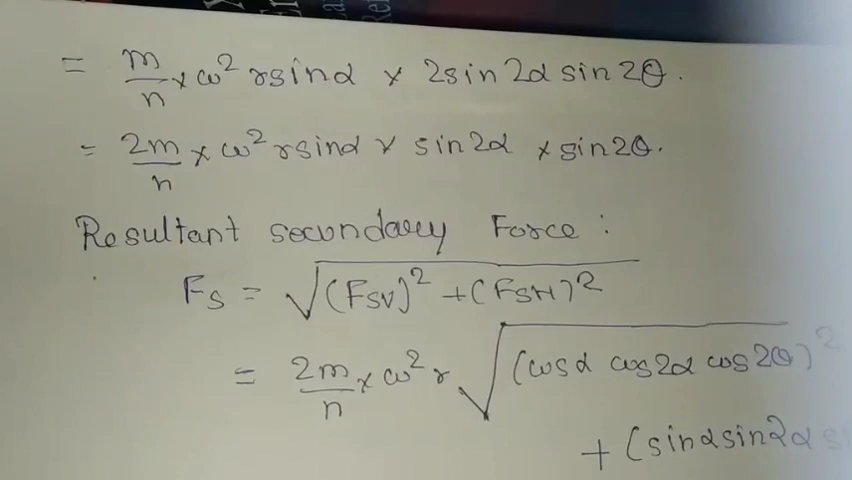 = m/n × ω² r sinα × 2sin2α sin2θ.
= 2m/n × ω² r sinα × sin2α × sin2θ.
Resultant secondary Force :
Fs = √(FSV)² + (FSH)²
= 2m/n × ω² r √(cosα cos2α cos2θ)²
+ (sinα sin2α